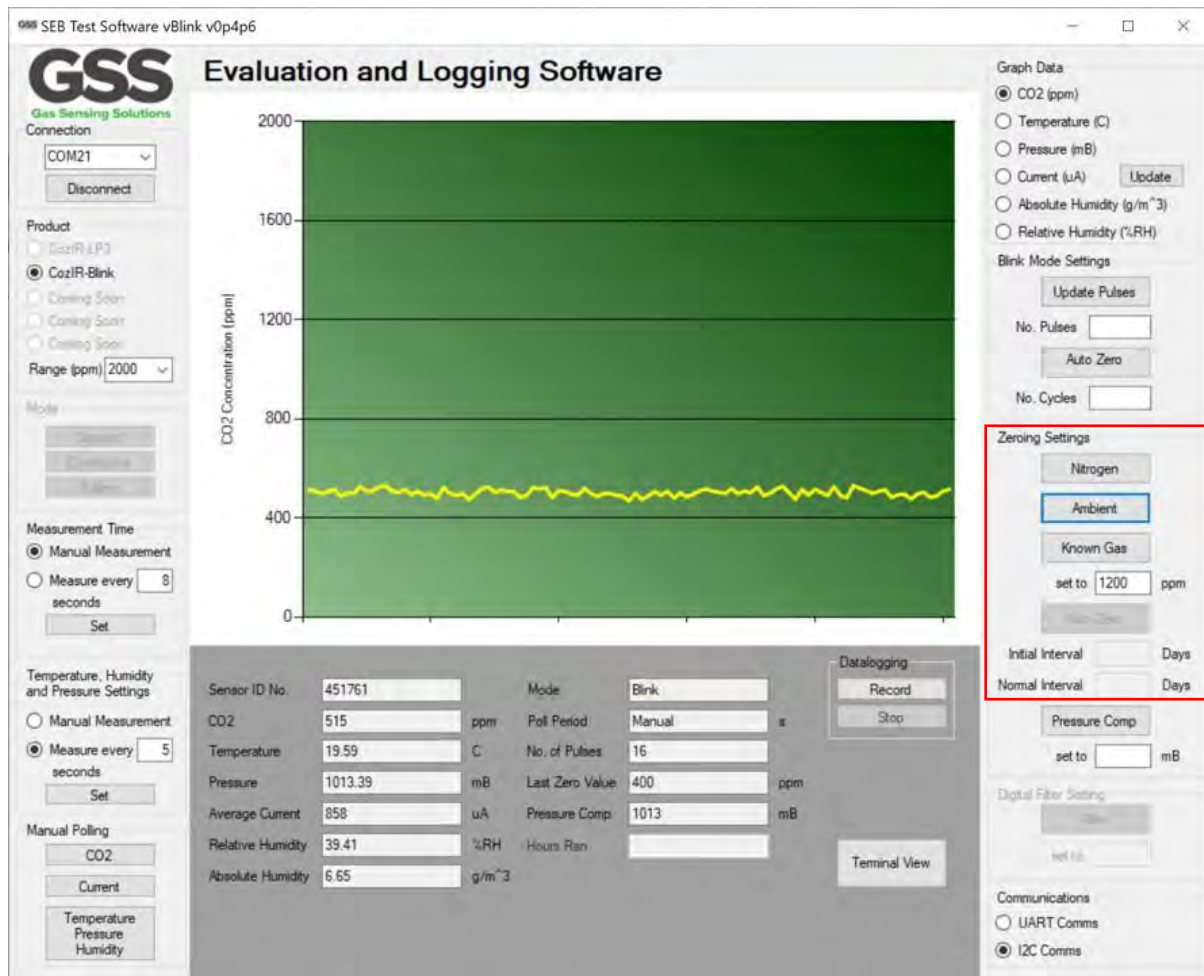 GSS SEB Test Software vBlink v0p4p6
GSS
Gas Sensing Solutions
Evaluation and Logging Software
Connection
COM21
Disconnect
Product
CozIR-LP3
CozIR-Blink
Coming Soon
Coming Soon
Coming Soon
Range (ppm) 2000
Mode
Measurement Time
Manual Measurement
Measure every 8
seconds
Set
Temperature, Humidity
and Pressure Settings
Manual Measurement
Measure every 5
seconds
Set
Manual Polling
CO2
Current
Temperature
Pressure
Humidity
CO2 Concentration (ppm)
2000
1600
1200
800
400
0
Sensor ID No. 451761
CO2 515 ppm
Temperature 19.59 C
Pressure 1013.39 mB
Average Current 858 uA
Relative Humidity 39.41 %RH
Absolute Humidity 6.65 g/m^3
Mode Blink
Poll Period Manual s
No. of Pulses 16
Last Zero Value 400 ppm
Pressure Comp. 1013 mB
Hours Ran
Datalogging
Record
Stop
Terminal View
Graph Data
CO2 (ppm)
Temperature (C)
Pressure (mB)
Current (uA) Update
Absolute Humidity (g/m^3)
Relative Humidity (%RH)
Blink Mode Settings
Update Pulses
No. Pulses
Auto Zero
No. Cycles
Zeroing Settings
Nitrogen
Ambient
Known Gas
set to 1200 ppm
Initial Interval Days
Normal Interval Days
Pressure Comp
set to mB
Digital Filter Setting
set to
Communications
UART Comms
I2C Comms